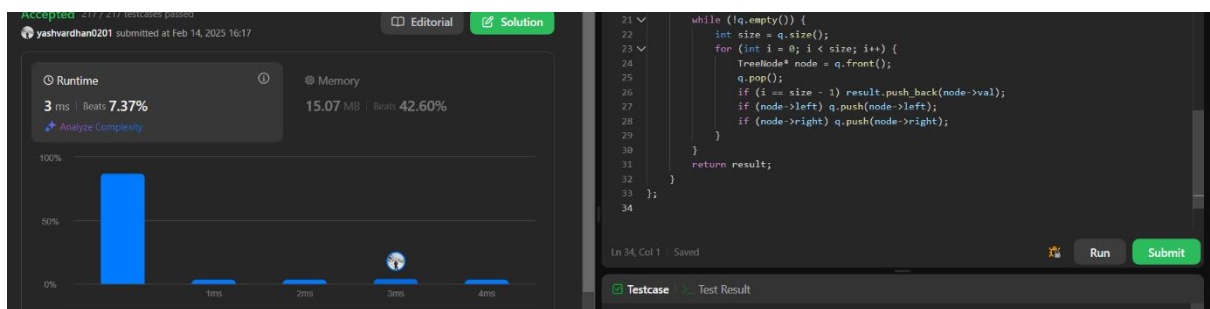 Accepted 217 / 217 testcases passed
yashvardhan0201 submitted at Feb 14, 2025 16:17
Editorial
Solution
Runtime
3 ms | Beats 7.37%
Analyze Complexity
Memory
15.07 MB | Beats 42.60%
100%
50%
0%
1ms 2ms 3ms 4ms
21 while (!q.empty()) {
22 int size = q.size();
23 for (int i = 0; i < size; i++) {
24 TreeNode* node = q.front();
25 q.pop();
26 if (i == size - 1) result.push_back(node->val);
27 if (node->left) q.push(node->left);
28 if (node->right) q.push(node->right);
29 }
30 }
31 return result;
32 }
33 };
34
Ln 34, Col 1 | Saved
Run
Submit
Testcase | >_ Test Result